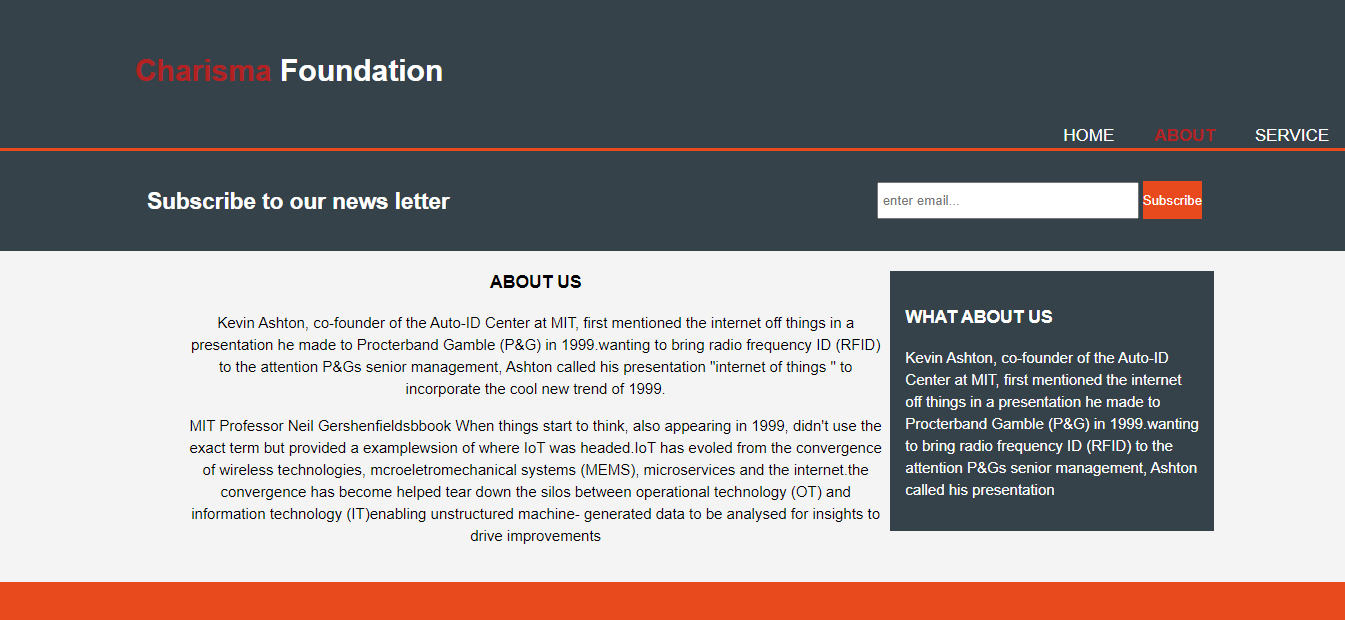 Charisma Foundation
HOME ABOUT SERVICE
Subscribe to our news letter
enter email...
Subscribe
ABOUT US
Kevin Ashton, co-founder of the Auto-ID Center at MIT, first mentioned the internet off things in a
presentation he made to Procterband Gamble (P&G) in 1999.wanting to bring radio frequency ID (RFID)
to the attention P&Gs senior management, Ashton called his presentation "internet of things " to
incorporate the cool new trend of 1999.
MIT Professor Neil Gershenfieldsbbook When things start to think, also appearing in 1999, didn't use the
exact term but provided a examplewsion of where IoT was headed.IoT has evoled from the convergence
of wireless technologies, mcroeletromechanical systems (MEMS), microservices and the internet.the
convergence has become helped tear down the silos between operational technology (OT) and
information technology (IT)enabling unstructured machine- generated data to be analysed for insights to
drive improvements
WHAT ABOUT US
Kevin Ashton, co-founder of the Auto-ID
Center at MIT, first mentioned the internet
off things in a presentation he made to
Procterband Gamble (P&G) in 1999.wanting
to bring radio frequency ID (RFID) to the
attention P&Gs senior management, Ashton
called his presentation